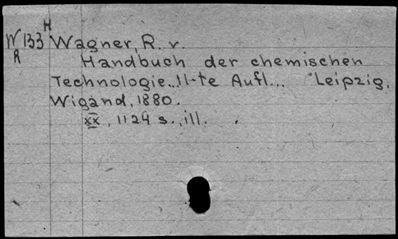 H
W133 Wagner, R. v.
R
Handbuch der chemischen
Technologie.. 11-te Aufl... Leipzig,
Wigand, 1880.
xx, 1124 s., ill.